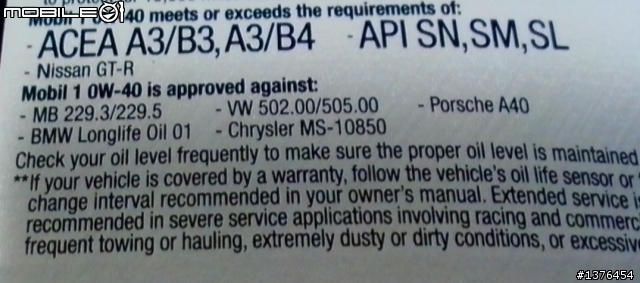 MOBILE01
40 meets or exceeds the requirements of:
- ACEA A3/B3, A3/B4 - API SN,SM,SL
- Nissan GT-R
Mobil 1 0W-40 is approved against:
- MB 229.3/229.5 - VW 502.00/505.00 - Porsche A40
- BMW Longlife Oil 01 - Chrysler MS-10850
Check your oil level frequently to make sure the proper oil level is maintained
**If your vehicle is covered by a warranty, follow the vehicle's oil life sensor or
change interval recommended in your owner's manual. Extended service is
recommended in severe service applications involving racing and commerc
frequent towing or hauling, extremely dusty or dirty conditions, or excessive
#1376454